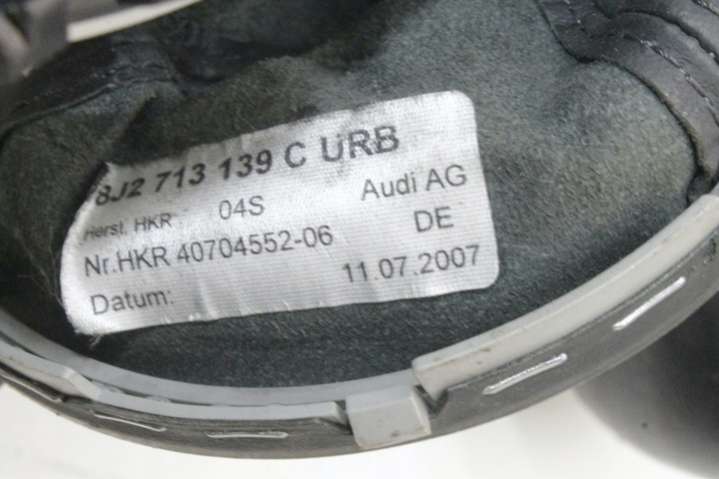 8J2 713 139 C URB
Herst. HKR 04S Audi AG
Nr.HKR 40704552-06 DE
Datum: 11.07.2007